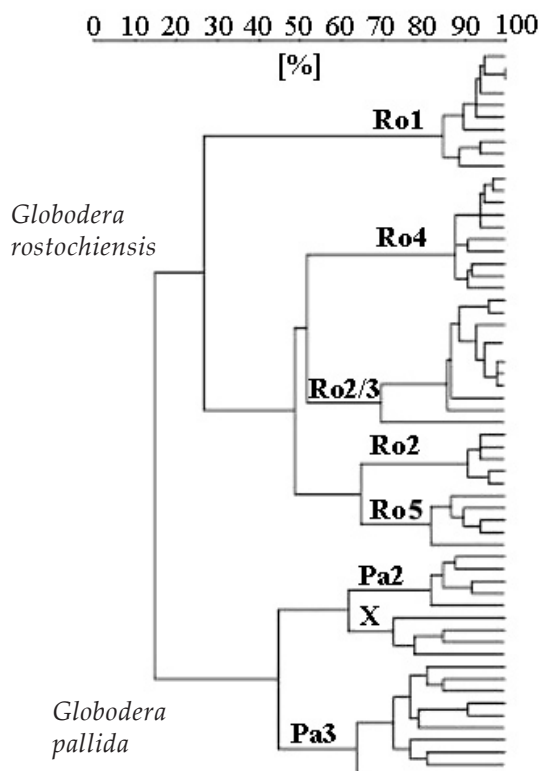 0 10 20 30 40 50 60 70 80 90 100
[%]
Ro1
Globodera
rostochiensis
Ro4
Ro2/3
Ro2
Ro5
Pa2
X
Globodera
pallida
Pa3